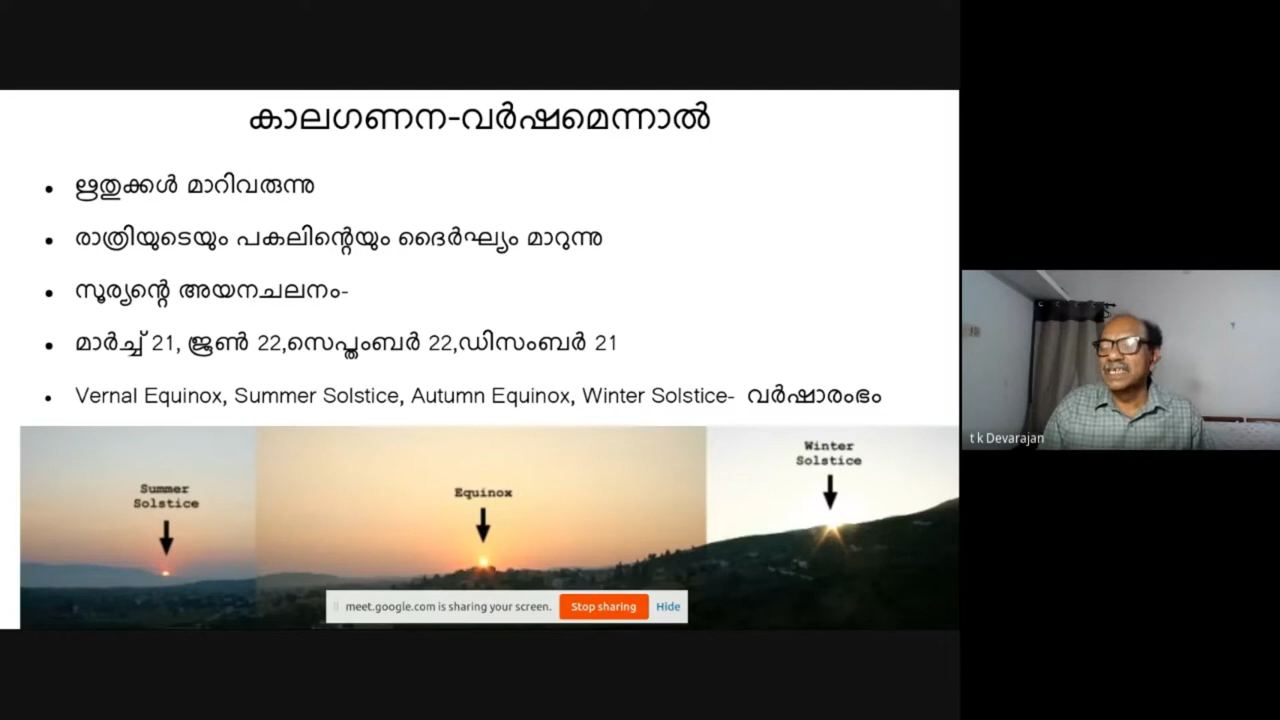 കാലഗണന-വർഷമെന്നാൽ
• ഋതുക്കൾ മാറിവരുന്നു
• രാത്രിയുടെയും പകലിന്റെയും ദൈർഘ്യം മാറുന്നു
• സൂര്യന്റെ അയനചലനം-
• മാർച്ച് 21, ജൂൺ 22,സെപ്തംബർ 22,ഡിസംബർ 21
• Vernal Equinox, Summer Solstice, Autumn Equinox, Winter Solstice- വർഷാരംഭം
Summer
Solstice
Equinox
Winter
Solstice
meet.google.com is sharing your screen. Stop sharing Hide
t k Devarajan